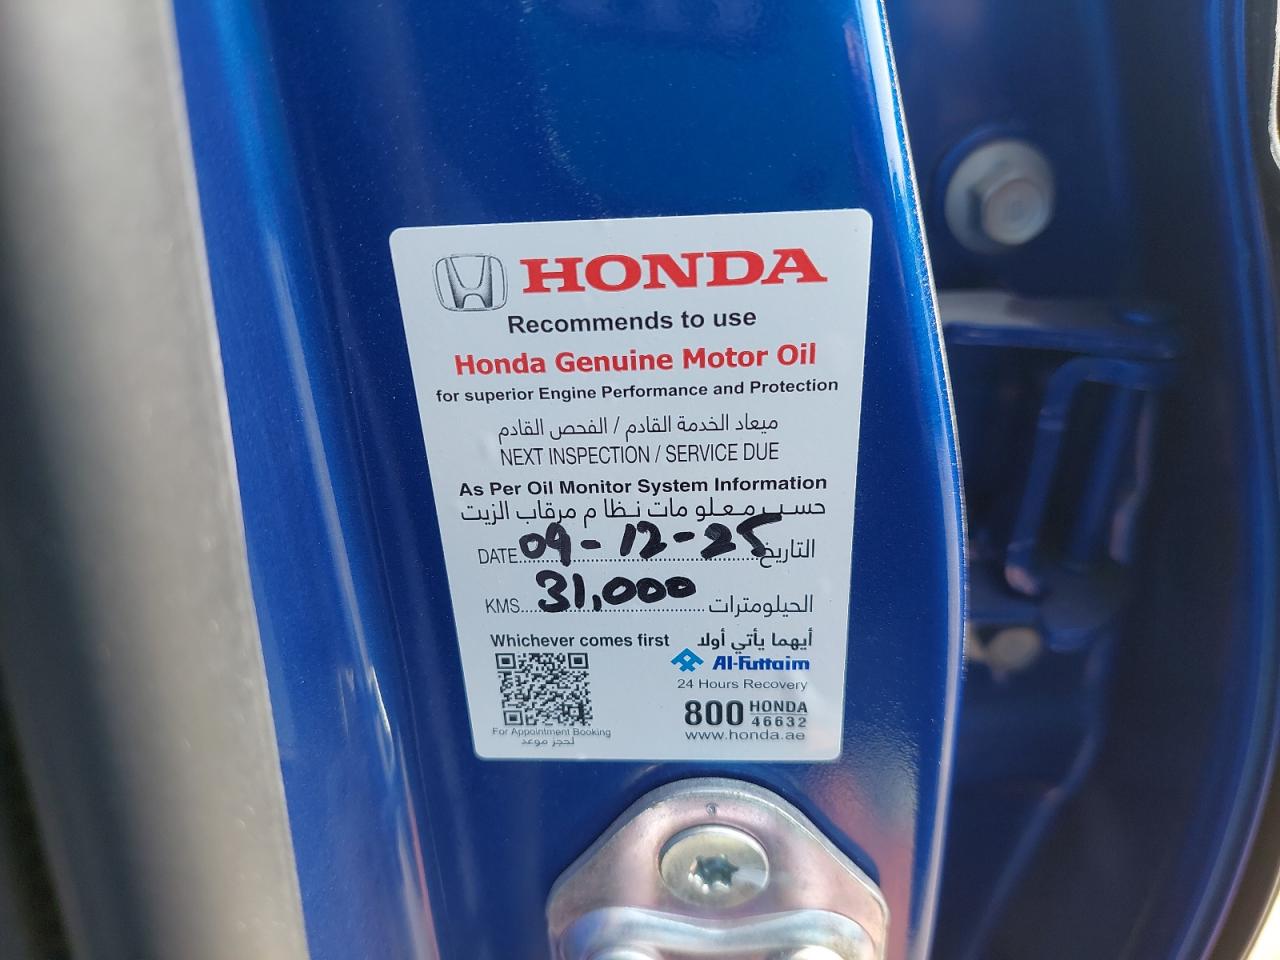 HONDA
Recommends to use
Honda Genuine Motor Oil
for superior Engine Performance and Protection
ميعاد الخدمة القادم / الفحص القادم
NEXT INSPECTION / SERVICE DUE
As Per Oil Monitor System Information
حسب معلومات نظام مرقاب الزيت
DATE 09-12-25 التاريخ
KMS 31,000 الكيلومترات
Whichever comes first أيهما يأتي أولا
Al-Futtaim
24 Hours Recovery
800 HONDA 46632
www.honda.ae
For Appointment Booking
لحجز موعد